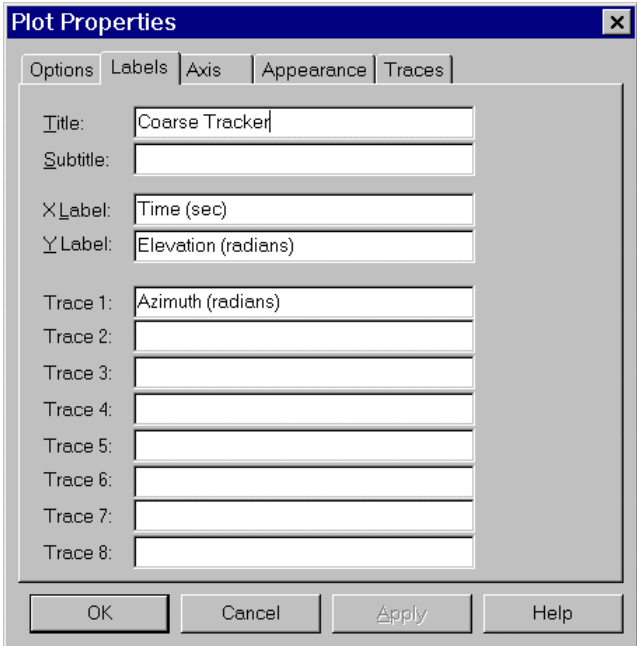 Plot Properties
Options Labels Axis Appearance Traces
Title: Coarse Tracker
Subtitle:
X Label: Time (sec)
Y Label: Elevation (radians)
Trace 1: Azimuth (radians)
Trace 2:
Trace 3:
Trace 4:
Trace 5:
Trace 6:
Trace 7:
Trace 8:
OK Cancel Apply Help